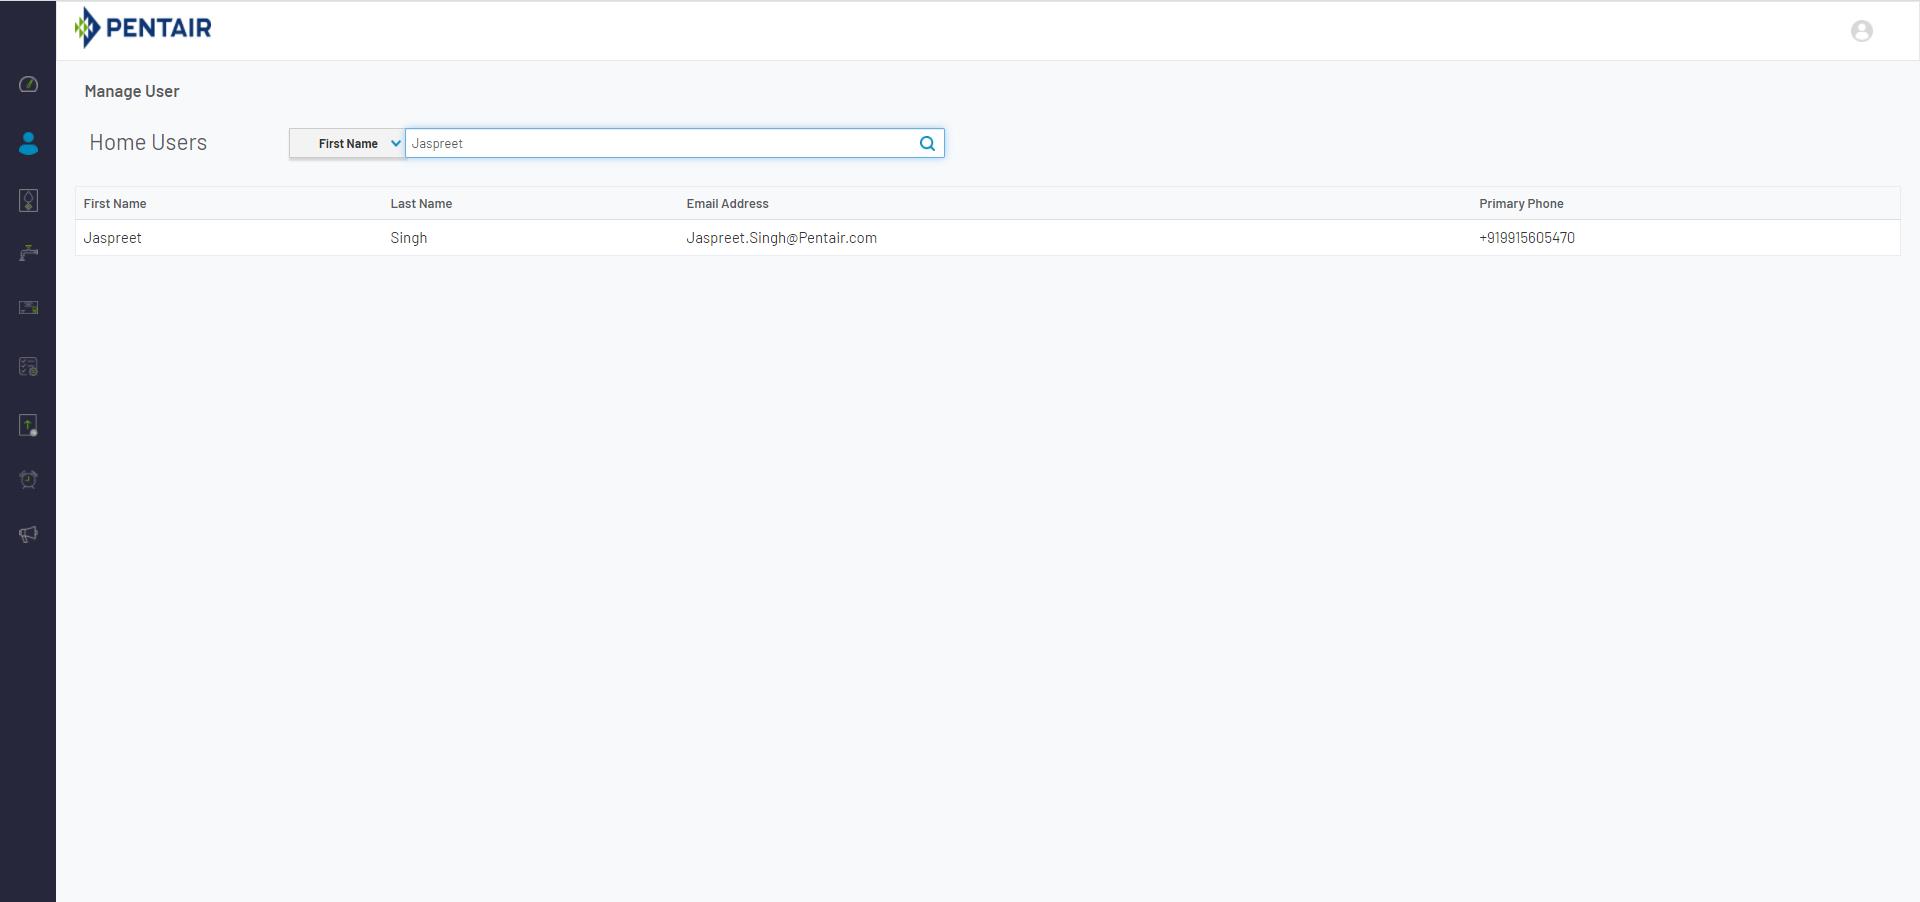 PENTAIR
Manage User
Home Users
First Name
Jaspreet
First Name Last Name Email Address Primary Phone
Jaspreet Singh Jaspreet.Singh@Pentair.com +919915605470